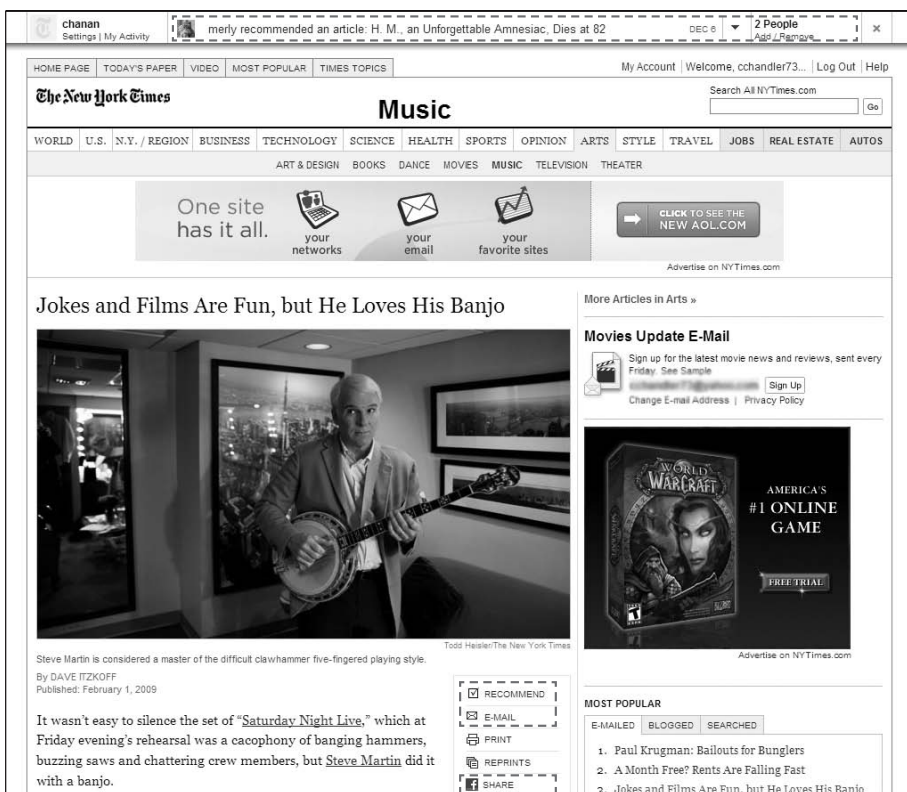 chanan
Settings | My Activity
merly recommended an article: H. M., an Unforgettable Amnesiac, Dies at 82
DEC 6
2 People
Add / Remove
HOME PAGE TODAY'S PAPER VIDEO MOST POPULAR TIMES TOPICS
My Account Welcome, cchandler73... Log Out Help
The New York Times
Music
Search All NYTimes.com
Go
WORLD U.S. N.Y. / REGION BUSINESS TECHNOLOGY SCIENCE HEALTH SPORTS OPINION ARTS STYLE TRAVEL JOBS REAL ESTATE AUTOS
ART & DESIGN BOOKS DANCE MOVIES MUSIC TELEVISION THEATER
One site
has it all.
your
networks
your
email
your
favorite sites
CLICK TO SEE THE
NEW AOL.COM
Advertise on NYTimes.com
Jokes and Films Are Fun, but He Loves His Banjo
Todd Heisler/The New York Times
Steve Martin is considered a master of the difficult clawhammer five-fingered playing style.
By DAVE ITZKOFF
Published: February 1, 2009
It wasn't easy to silence the set of "Saturday Night Live," which at
Friday evening's rehearsal was a cacophony of banging hammers,
buzzing saws and chattering crew members, but Steve Martin did it
with a banjo.
RECOMMEND
E-MAIL
PRINT
REPRINTS
SHARE
More Articles in Arts »
Movies Update E-Mail
Sign up for the latest movie news and reviews, sent every
Friday. See Sample
Sign Up
Change E-mail Address | Privacy Policy
WORLD
WARCRAFT
AMERICA'S
#1 ONLINE
GAME
FREE TRIAL
Advertise on NYTimes.com
MOST POPULAR
E-MAILED BLOGGED SEARCHED
1. Paul Krugman: Bailouts for Bunglers
2. A Month Free? Rents Are Falling Fast
3. Jokes and Films Are Fun, but He Loves His Banjo